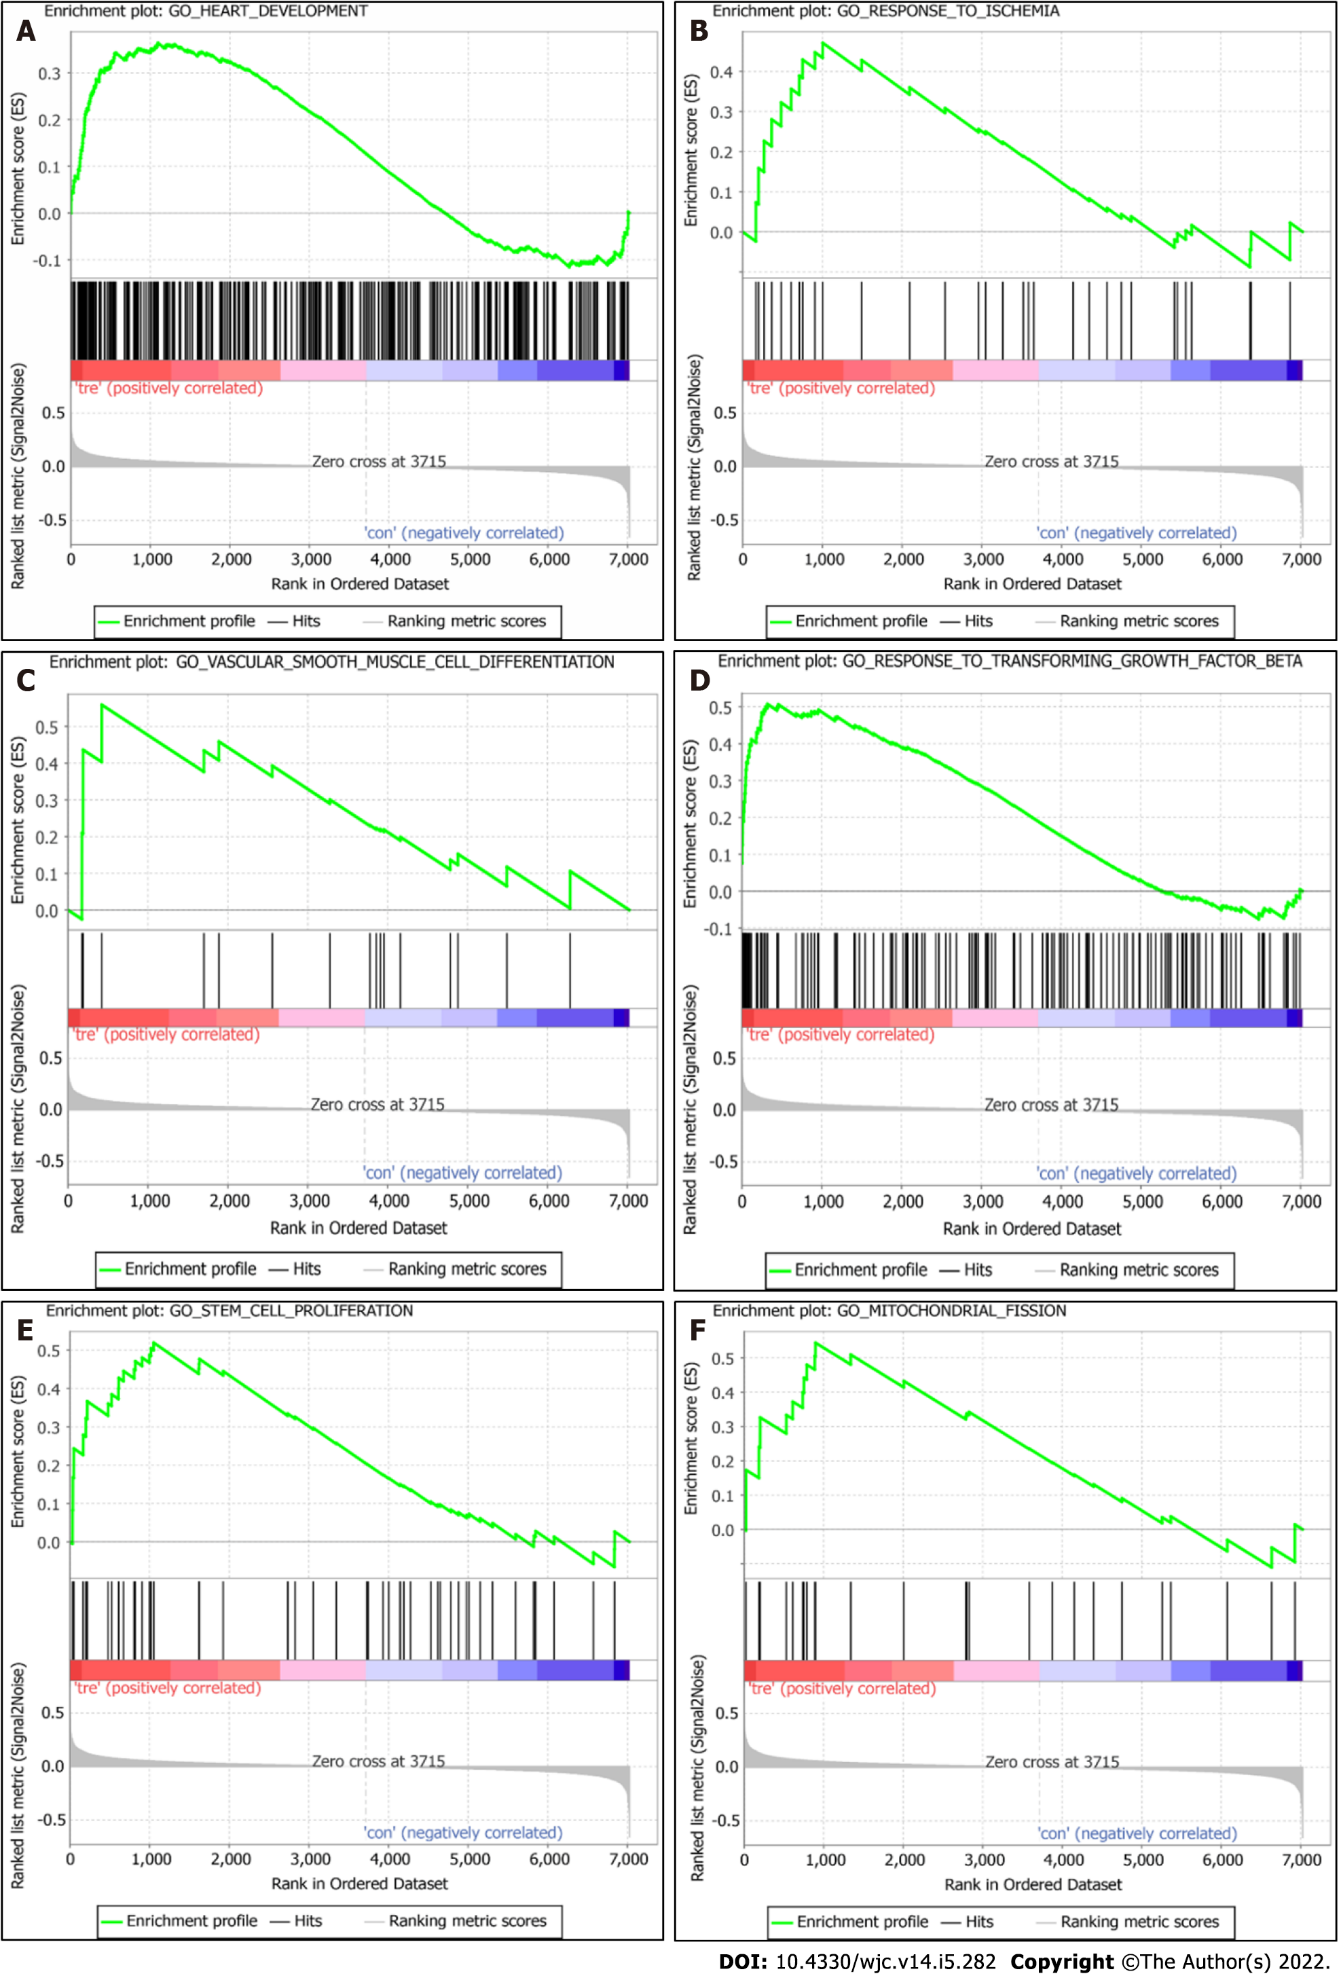 A
Enrichment plot: GO_HEART_DEVELOPMENT
Enrichment score (ES)
0.3
0.2
0.1
0.0
-0.1
'tre' (positively correlated)
Ranked list metric (Signal2Noise)
0.5
0.0
-0.5
Zero cross at 3715
'con' (negatively correlated)
0 1,000 2,000 3,000 4,000 5,000 6,000 7,000
Rank in Ordered Dataset
Enrichment profile Hits Ranking metric scores
B
Enrichment plot: GO_RESPONSE_TO_ISCHEMIA
Enrichment score (ES)
0.4
0.3
0.2
0.1
0.0
'tre' (positively correlated)
Ranked list metric (Signal2Noise)
0.5
0.0
-0.5
Zero cross at 3715
'con' (negatively correlated)
0 1,000 2,000 3,000 4,000 5,000 6,000 7,000
Rank in Ordered Dataset
Enrichment profile Hits Ranking metric scores
C
Enrichment plot: GO_VASCULAR_SMOOTH_MUSCLE_CELL_DIFFERENTIATION
Enrichment score (ES)
0.5
0.4
0.3
0.2
0.1
0.0
'tre' (positively correlated)
Ranked list metric (Signal2Noise)
0.5
0.0
-0.5
Zero cross at 3715
'con' (negatively correlated)
0 1,000 2,000 3,000 4,000 5,000 6,000 7,000
Rank in Ordered Dataset
Enrichment profile Hits Ranking metric scores
D
Enrichment plot: GO_RESPONSE_TO_TRANSFORMING_GROWTH_FACTOR_BETA
Enrichment score (ES)
0.5
0.4
0.3
0.2
0.1
0.0
-0.1
'tre' (positively correlated)
Ranked list metric (Signal2Noise)
0.5
0.0
-0.5
Zero cross at 3715
'con' (negatively correlated)
0 1,000 2,000 3,000 4,000 5,000 6,000 7,000
Rank in Ordered Dataset
Enrichment profile Hits Ranking metric scores
E
Enrichment plot: GO_STEM_CELL_PROLIFERATION
Enrichment score (ES)
0.5
0.4
0.3
0.2
0.1
0.0
'tre' (positively correlated)
Ranked list metric (Signal2Noise)
0.5
0.0
-0.5
Zero cross at 3715
'con' (negatively correlated)
0 1,000 2,000 3,000 4,000 5,000 6,000 7,000
Rank in Ordered Dataset
Enrichment profile Hits Ranking metric scores
F
Enrichment plot: GO_MITOCHONDRIAL_FISSION
Enrichment score (ES)
0.5
0.4
0.3
0.2
0.1
0.0
'tre' (positively correlated)
Ranked list metric (Signal2Noise)
0.5
0.0
-0.5
Zero cross at 3715
'con' (negatively correlated)
0 1,000 2,000 3,000 4,000 5,000 6,000 7,000
Rank in Ordered Dataset
Enrichment profile Hits Ranking metric scores
DOI: 10.4330/wjc.v14.i5.282 Copyright ©The Author(s) 2022.